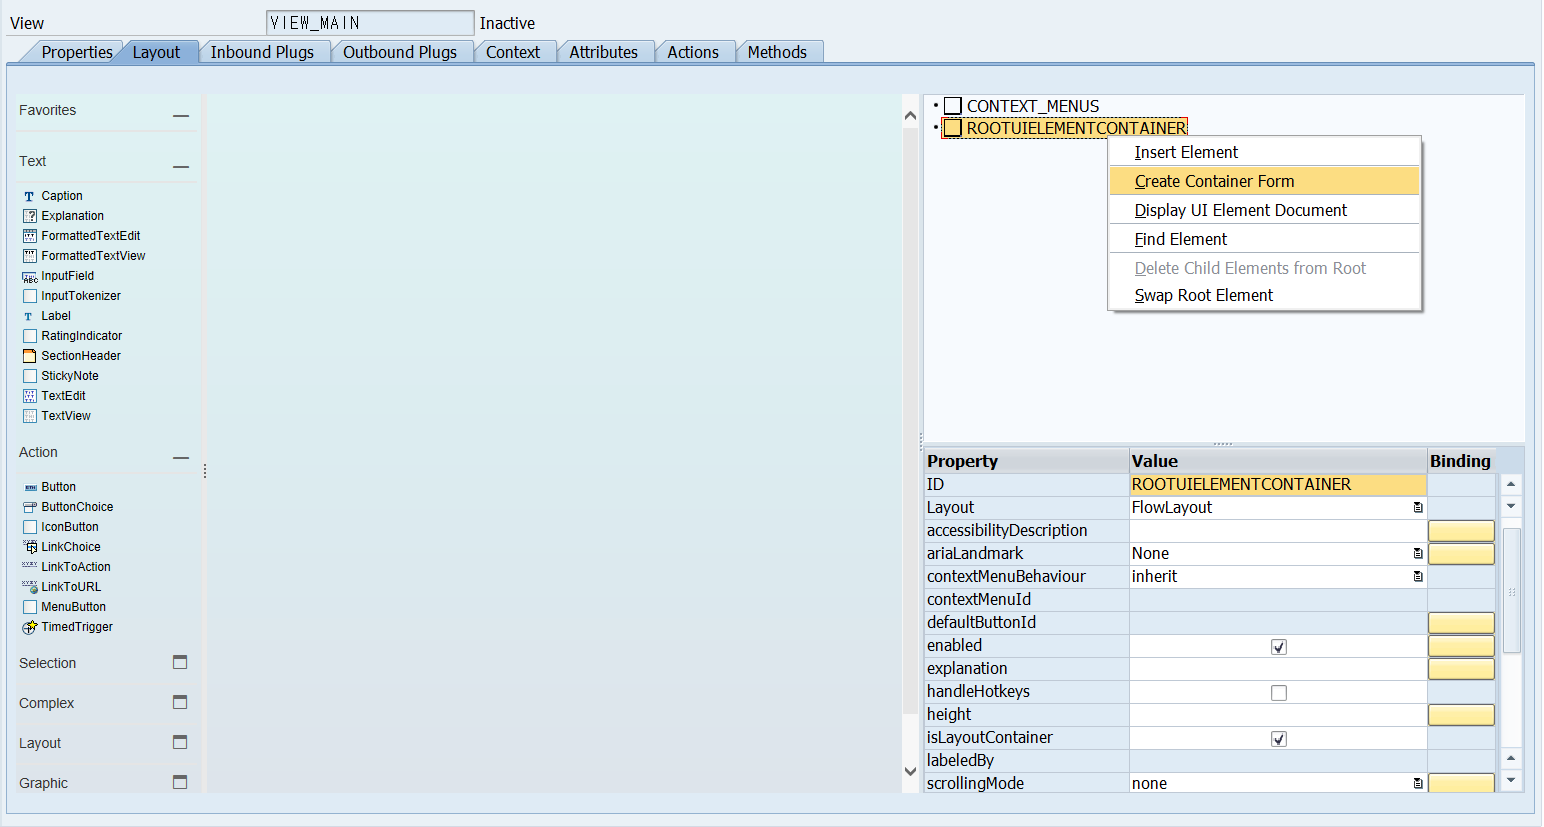 View VIEW_MAIN Inactive
Properties Layout Inbound Plugs Outbound Plugs Context Attributes Actions Methods
Favorites
Text
Caption
Explanation
FormattedTextEdit
FormattedTextView
InputField
InputTokenizer
Label
RatingIndicator
SectionHeader
StickyNote
TextEdit
TextView
Action
Button
ButtonChoice
IconButton
LinkChoice
LinkToAction
LinkToURL
MenuButton
TimedTrigger
Selection
Complex
Layout
Graphic
CONTEXT_MENUS
ROOTUIELEMENTCONTAINER
Insert Element
Create Container Form
Display UI Element Document
Find Element
Delete Child Elements from Root
Swap Root Element
Property Value Binding
ID ROOTUIELEMENTCONTAINER
Layout FlowLayout
accessibilityDescription
ariaLandmark None
contextMenuBehaviour inherit
contextMenuId
defaultButtonId
enabled
explanation
handleHotkeys
height
isLayoutContainer
labeledBy
scrollingMode none